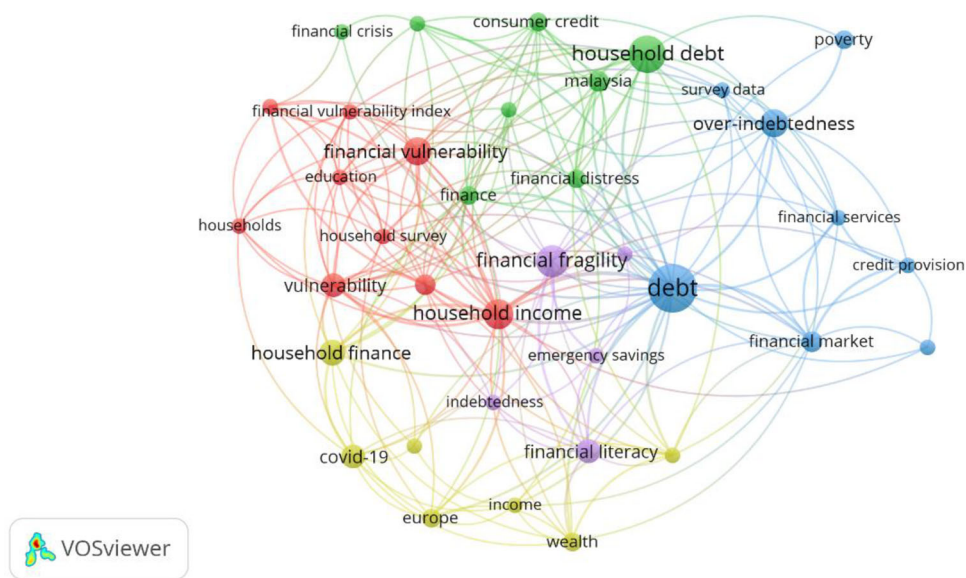 consumer credit
financial crisis
household debt
poverty
malaysia
survey data
financial vulnerability index
over-indebtedness
financial vulnerability
education
financial distress
finance
households
financial services
household survey
financial fragility
credit provision
vulnerability
debt
household income
financial market
household finance
emergency savings
indebtedness
covid-19
financial literacy
income
europe
wealth
VOSviewer